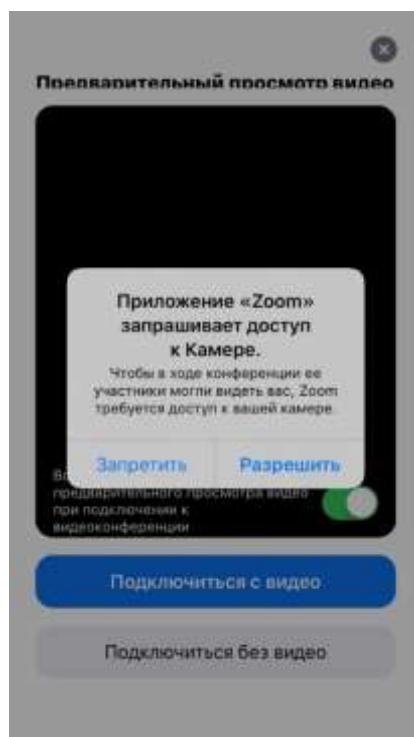 Предварительный просмотр видео
Приложение «Zoom»
запрашивает доступ
к Камере.
Чтобы в ходе конференции ее
участники могли видеть вас, Zoom
требуется доступ к вашей камере.
Запретить Разрешить
предварительного просмотра видео
при подключении к
видеоконференции
Подключиться с видео
Подключиться без видео